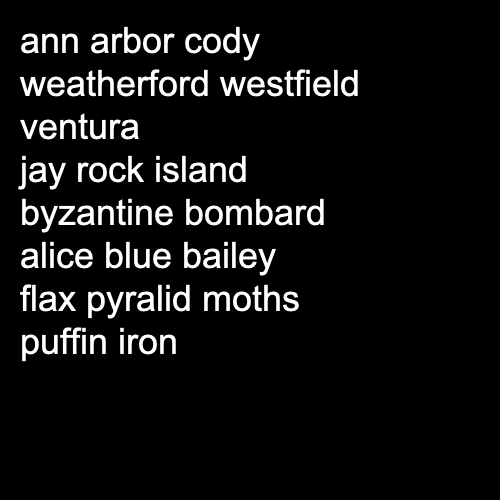 ann arbor cody
weatherford westfield
ventura
jay rock island
byzantine bombard
alice blue bailey
flax pyralid moths
puffin iron